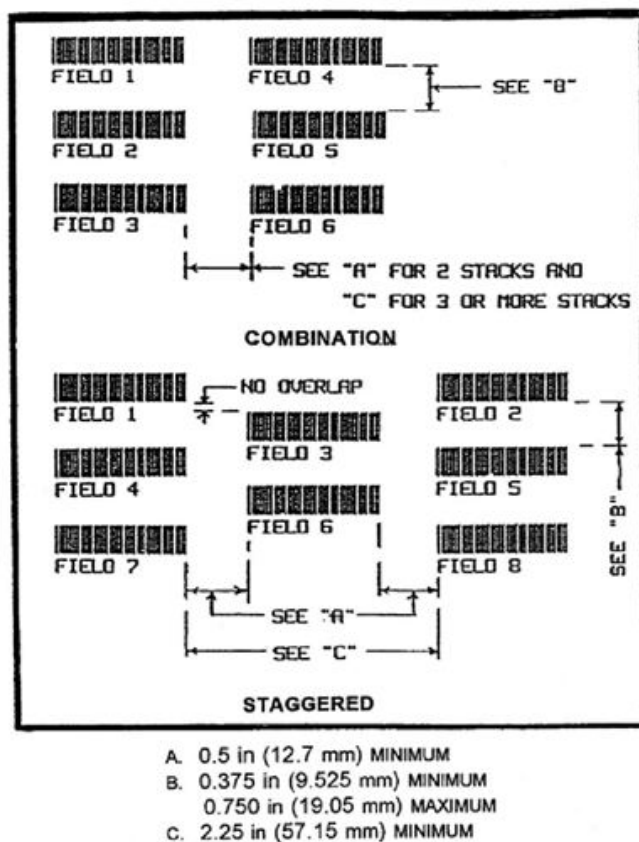 FIELD 1 FIELD 4
SEE "B"
FIELD 2 FIELD 5
FIELD 3 FIELD 6
SEE "A" FOR 2 STACKS AND
"C" FOR 3 OR MORE STACKS
COMBINATION
NO OVERLAP
FIELD 1 FIELD 2
FIELD 3
FIELD 4 FIELD 5
FIELD 6
SEE "B"
FIELD 7 FIELD 8
SEE "A"
SEE "C"
STAGGERED
A. 0.5 in (12.7 mm) MINIMUM
B. 0.375 in (9.525 mm) MINIMUM
0.750 in (19.05 mm) MAXIMUM
C. 2.25 in (57.15 mm) MINIMUM